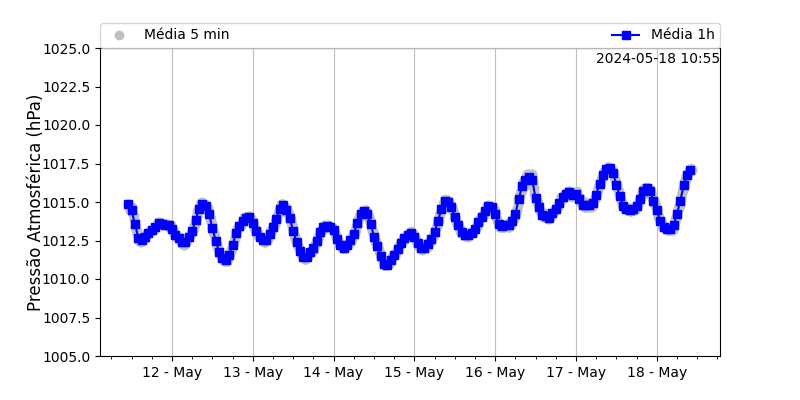 Média 5 min
Média 1h
2024-05-18 10:55
Pressão Atmosférica (hPa)
1025.0
1022.5
1020.0
1017.5
1015.0
1012.5
1010.0
1007.5
1005.0
12 - May
13 - May
14 - May
15 - May
16 - May
17 - May
18 - May